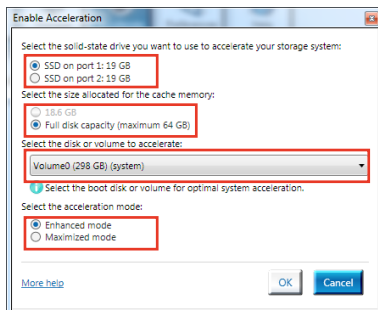 Enable Acceleration
Select the solid-state drive you want to use to accelerate your storage system:
SSD on port 1: 19 GB
SSD on port 2: 19 GB
Select the size allocated for the cache memory:
18.6 GB
Full disk capacity (maximum 64 GB)
Select the disk or volume to accelerate:
Volume0 (298 GB) (system)
Select the boot disk or volume for optimal system acceleration.
Select the acceleration mode:
Enhanced mode
Maximized mode
More help
OK
Cancel